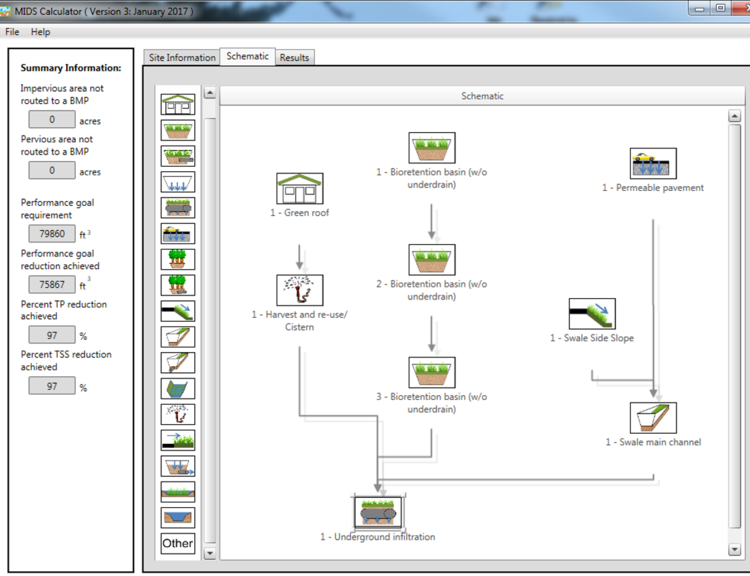 MIDS Calculator ( Version 3: January 2017 )
File Help
Summary Information:
Impervious area not
routed to a BMP
0 acres
Pervious area not
routed to a BMP
0 acres
Performance goal
requirement
79860 ft³
Performance goal
reduction achieved
75867 ft³
Percent TP reduction
achieved
97 %
Percent TSS reduction
achieved
97 %
Site Information Schematic Results
Other
Schematic
1 - Bioretention basin (w/o
underdrain)
1 - Permeable pavement
1 - Green roof
2 - Bioretention basin (w/o
underdrain)
1 - Harvest and re-use/
Cistern
1 - Swale Side Slope
3 - Bioretention basin (w/o
underdrain)
1 - Swale main channel
1 - Underground infiltration